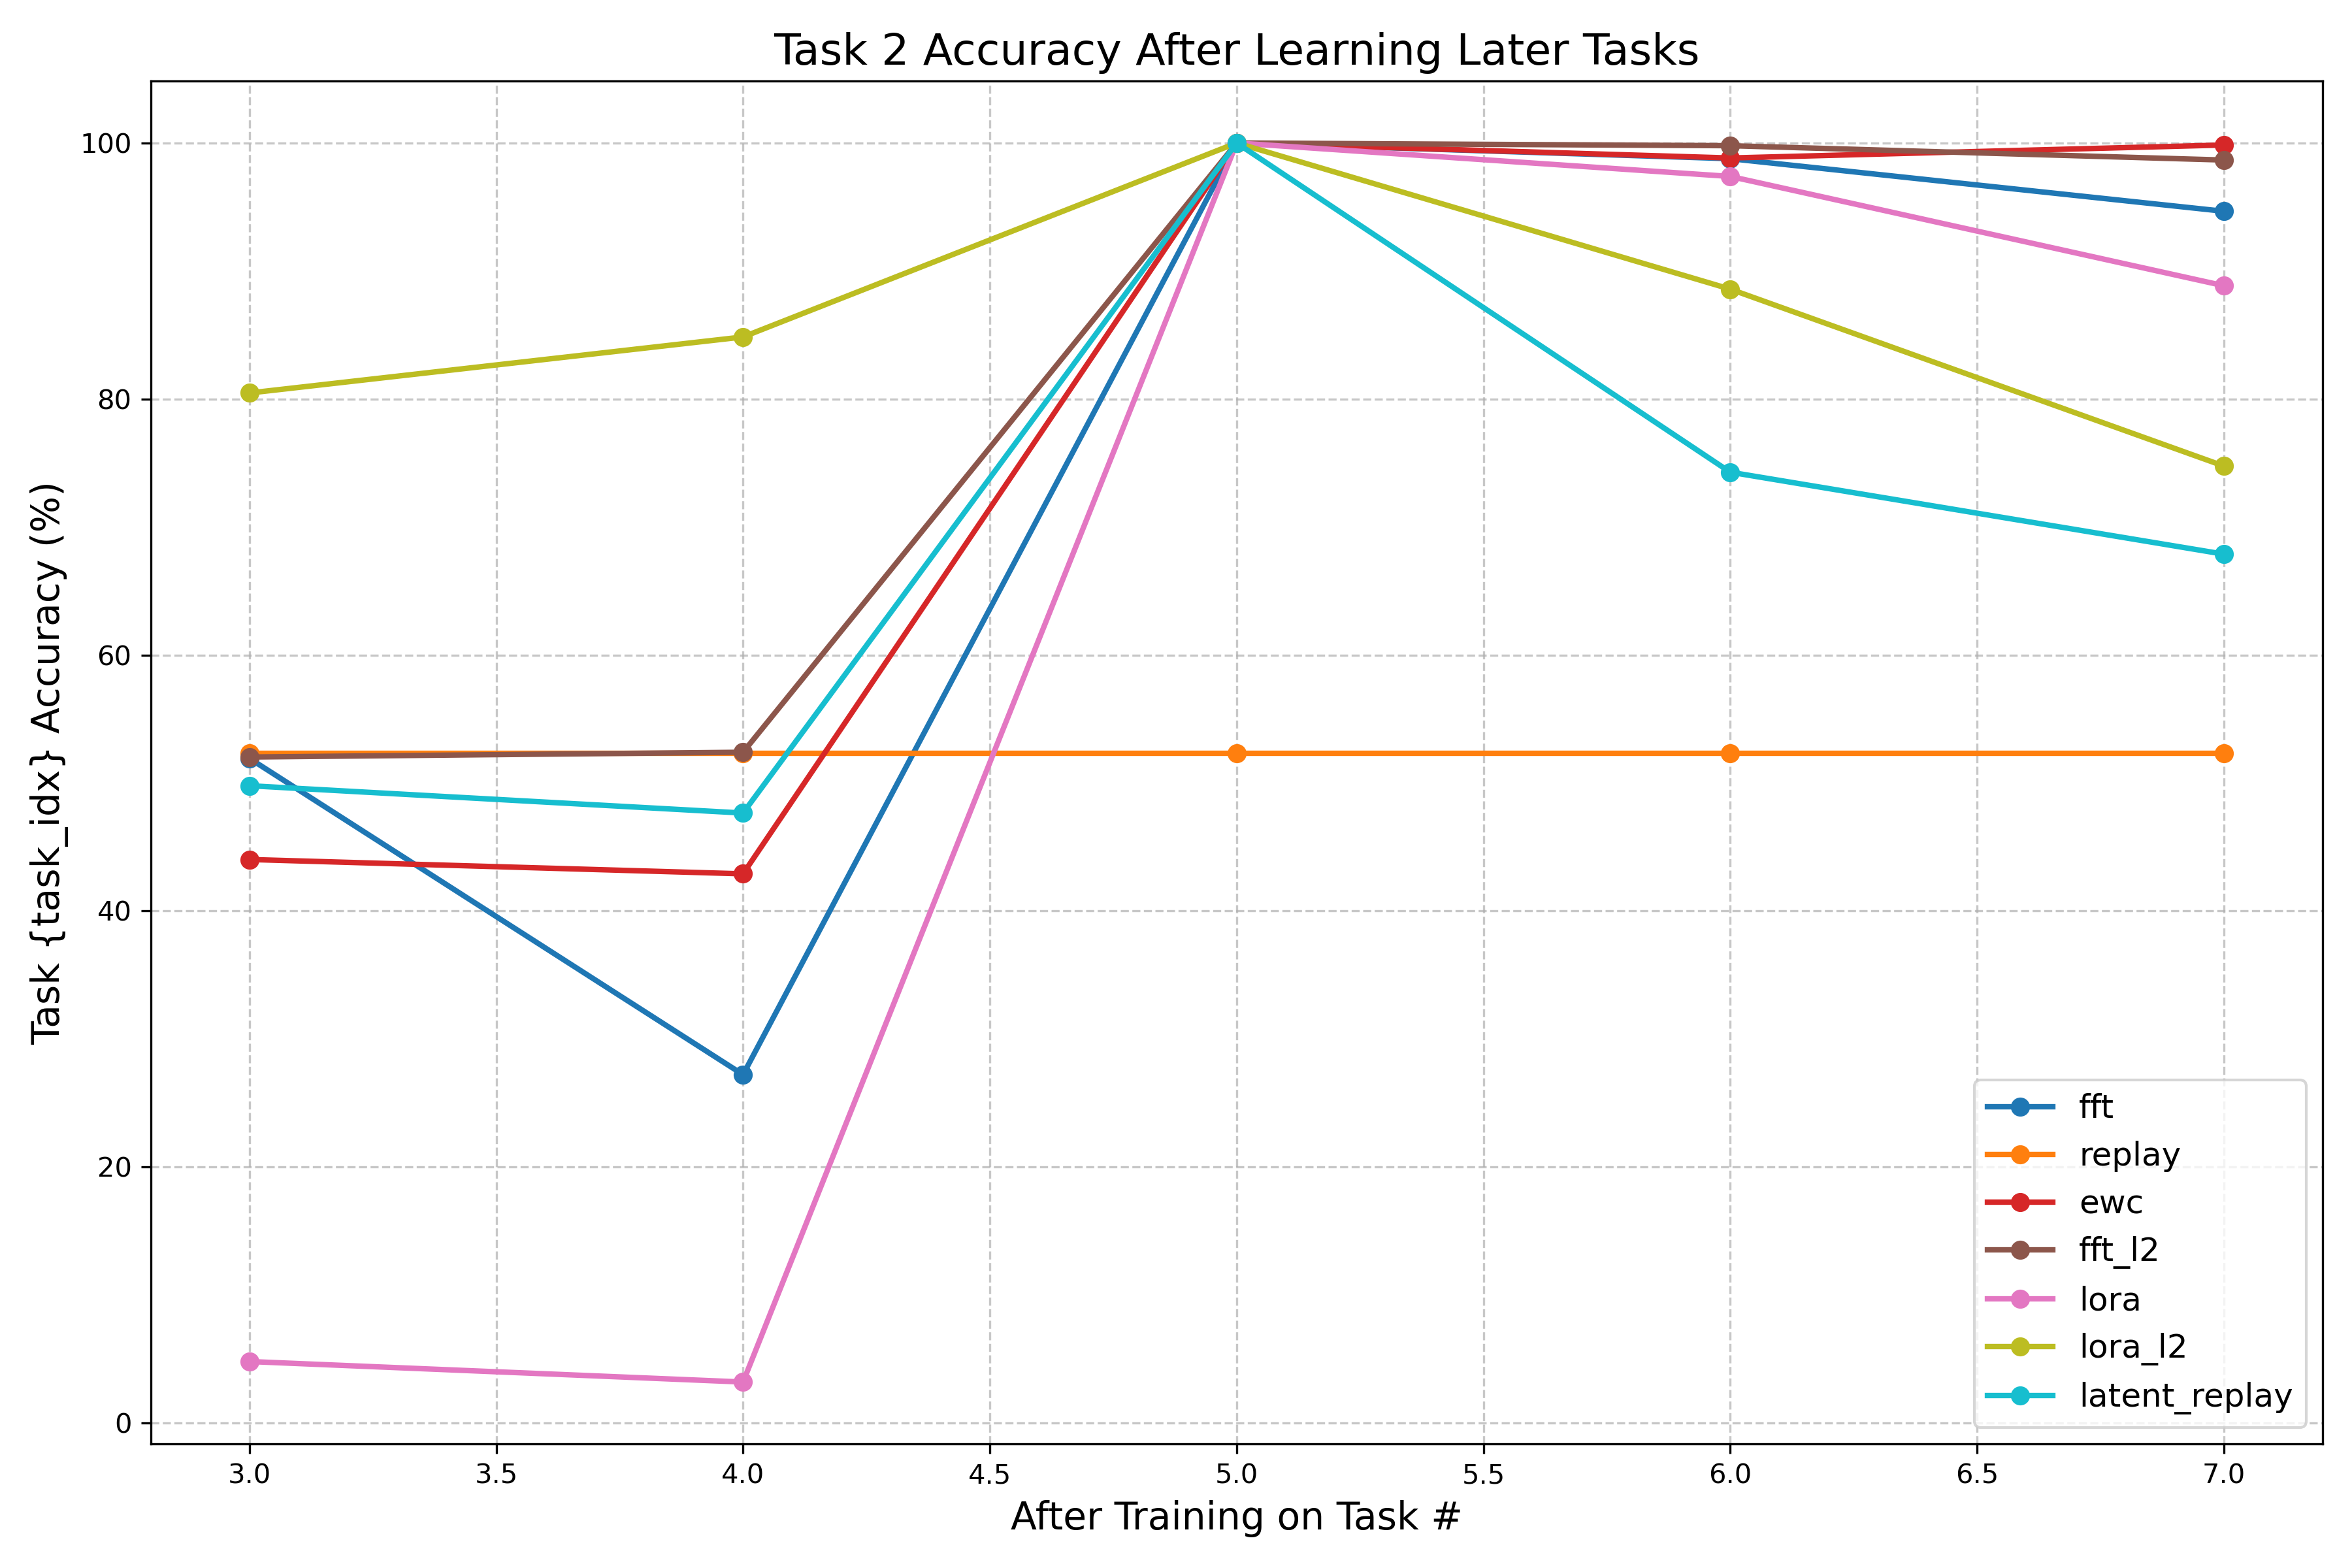 Task 2 Accuracy After Learning Later Tasks
Task {task_idx} Accuracy (%)
100
80
60
40
20
0
3.0 3.5 4.0 4.5 5.0 5.5 6.0 6.5 7.0
After Training on Task #
fft
replay
ewc
fft_l2
lora
lora_l2
latent_replay